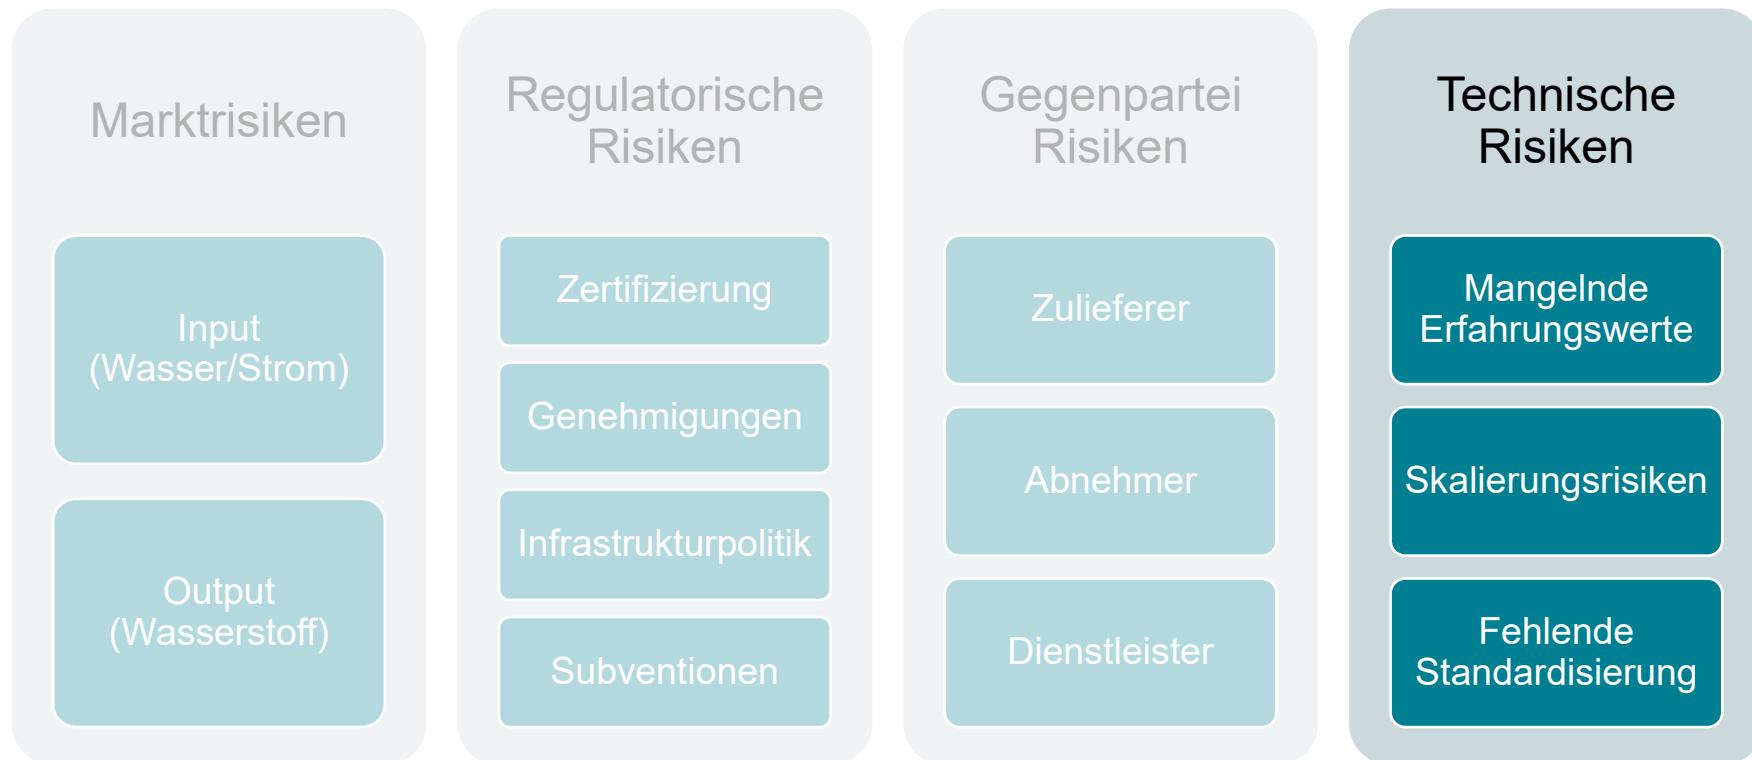 Marktrisiken
Input
(Wasser/Strom)
Output
(Wasserstoff)
Regulatorische
Risiken
Zertifizierung
Genehmigungen
Infrastrukturpolitik
Subventionen
Gegenpartei
Risiken
Zulieferer
Abnehmer
Dienstleister
Technische
Risiken
Mangelnde
Erfahrungswerte
Skalierungsrisiken
Fehlende
Standardisierung